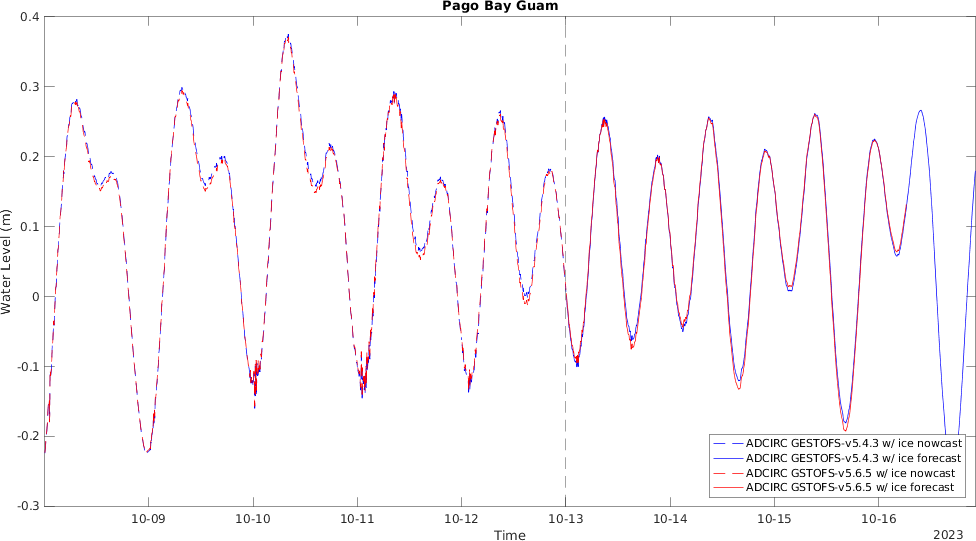 Pago Bay Guam
0.4
0.3
0.2
0.1
0
-0.1
-0.2
-0.3
Water Level (m)
10-09
10-10
10-11
10-12
10-13
10-14
10-15
10-16
Time
2023
ADCIRC GESTOFS-v5.4.3 w/ ice nowcast
ADCIRC GESTOFS-v5.4.3 w/ ice forecast
ADCIRC GSTOFS-v5.6.5 w/ ice nowcast
ADCIRC GSTOFS-v5.6.5 w/ ice forecast